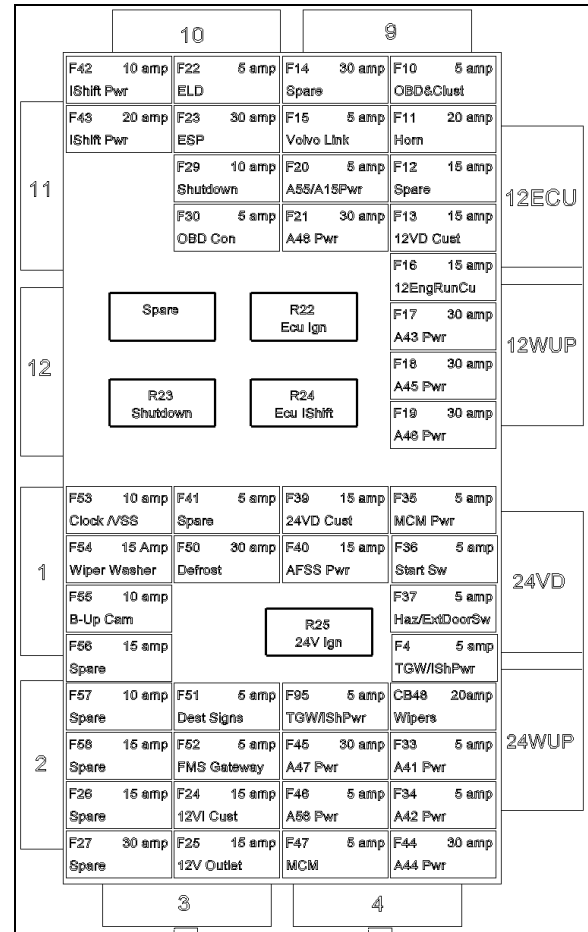 10 9
F42 10 amp F22 5 amp F14 30 amp F10 5 amp
IShift Pwr ELD Spare OBD&Clust
F43 20 amp F23 30 amp F15 5 amp F11 20 amp
IShift Pwr ESP Volvo Link Horn
F29 10 amp F20 5 amp F12 15 amp
Shutdown A55/A15Pwr Spare
11 12ECU
F30 5 amp F21 30 amp F13 15 amp
OBD Con A48 Pwr 12VD Cust
F16 15 amp
12EngRunCu
Spare R22 F17 30 amp
Ecu Ign A43 Pwr
12WUP
F18 30 amp
12 A45 Pwr
R23 R24
Shutdown Ecu IShift F19 30 amp
A46 Pwr
F53 10 amp F41 5 amp F39 15 amp F35 5 amp
Clock /VSS Spare 24VD Cust MCM Pwr
F54 15 Amp F50 30 amp F40 15 amp F36 5 amp
Wiper Washer Defrost AFSS Pwr Start Sw
1 24VD
F55 10 amp F37 5 amp
B-Up Cam R25 Haz/ExtDoorSw
F56 15 amp 24V Ign F4 5 amp
Spare TGW/IShPwr
F57 10 amp F51 5 amp F95 5 amp CB48 20amp
Spare Dest Signs TGW/IShPwr Wipers
F58 15 amp F52 5 amp F45 30 amp F33 5 amp
2 24WUP
Spare FMS Gateway A47 Pwr A41 Pwr
F26 15 amp F24 15 amp F46 5 amp F34 5 amp
Spare 12VI Cust A56 Pwr A42 Pwr
F27 30 amp F25 15 amp F47 5 amp F44 30 amp
Spare 12V Outlet MCM A44 Pwr
3 4